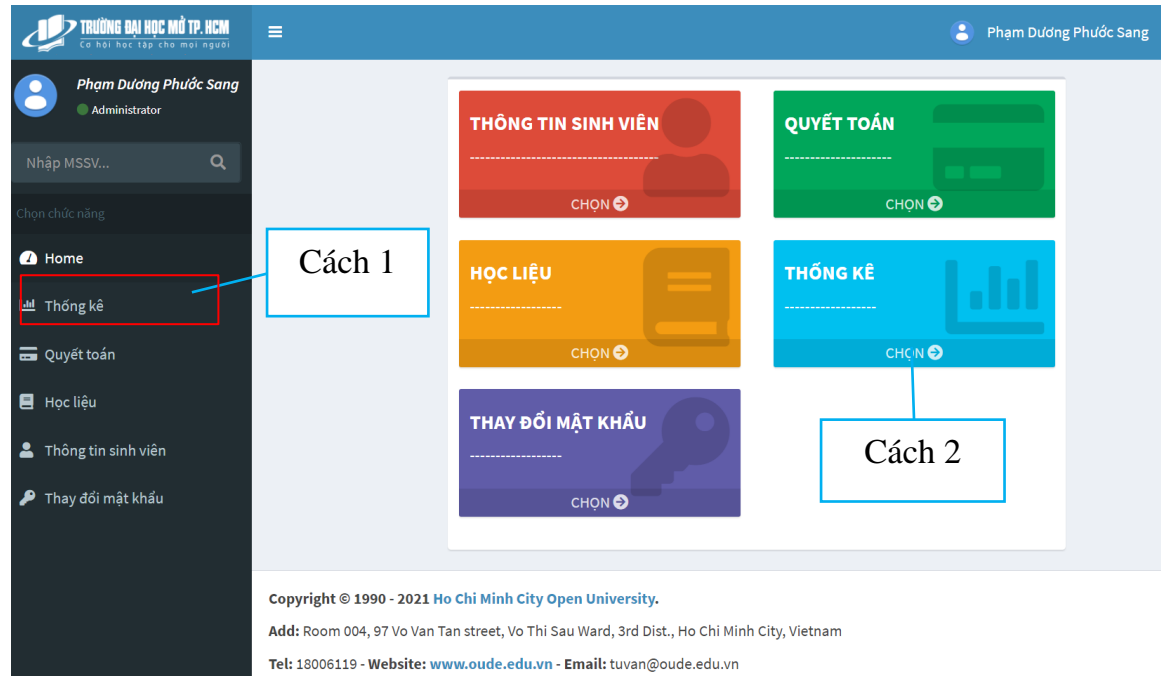 TRƯỜNG ĐẠI HỌC MỞ TP. HCM
Cơ hội học tập cho mọi người
Phạm Dương Phước Sang
Phạm Dương Phước Sang
Administrator
Nhập MSSV...
Chọn chức năng
Home
Thống kê
Quyết toán
Học liệu
Thông tin sinh viên
Thay đổi mật khẩu
Cách 1
THÔNG TIN SINH VIÊN
-------------------------------------
CHỌN
QUYẾT TOÁN
---------------------
CHỌN
HỌC LIỆU
------------------
CHỌN
THỐNG KÊ
------------------
CHỌN
THAY ĐỔI MẬT KHẨU
------------------
CHỌN
Cách 2
Copyright © 1990 - 2021 Ho Chi Minh City Open University.
Add: Room 004, 97 Vo Van Tan street, Vo Thi Sau Ward, 3rd Dist., Ho Chi Minh City, Vietnam
Tel: 18006119 - Website: www.oude.edu.vn - Email: tuvan@oude.edu.vn